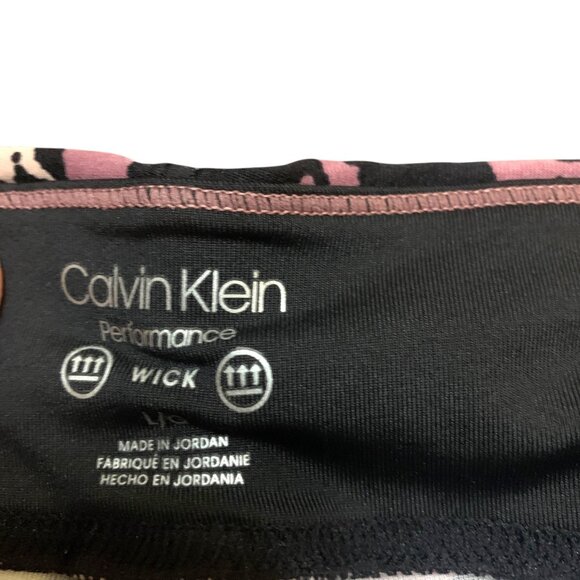 Calvin Klein
Performance
WICK
L/G
MADE IN JORDAN
FABRIQUÉ EN JORDANIE
HECHO EN JORDANIA